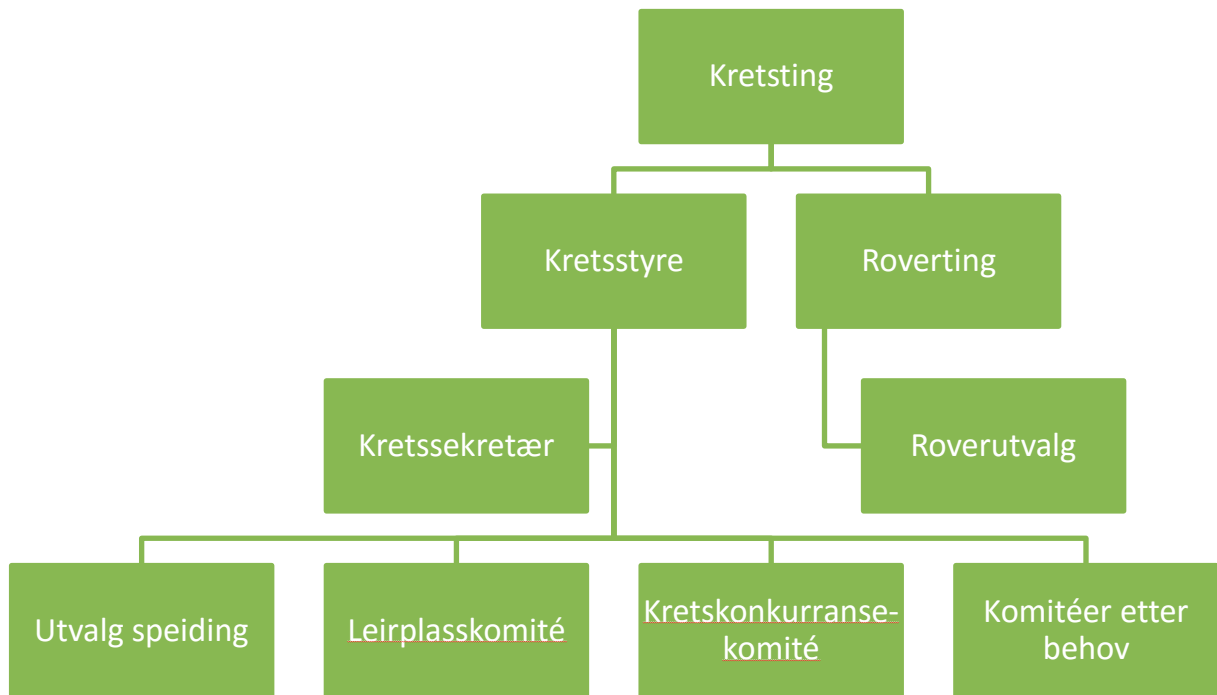 Kretsting
Kretsstyre
Roverting
Kretssekretær
Roverutvalg
Utvalg speiding
Leirplasskomité
Kretskonkurranse-
komité
Komitéer etter
behov